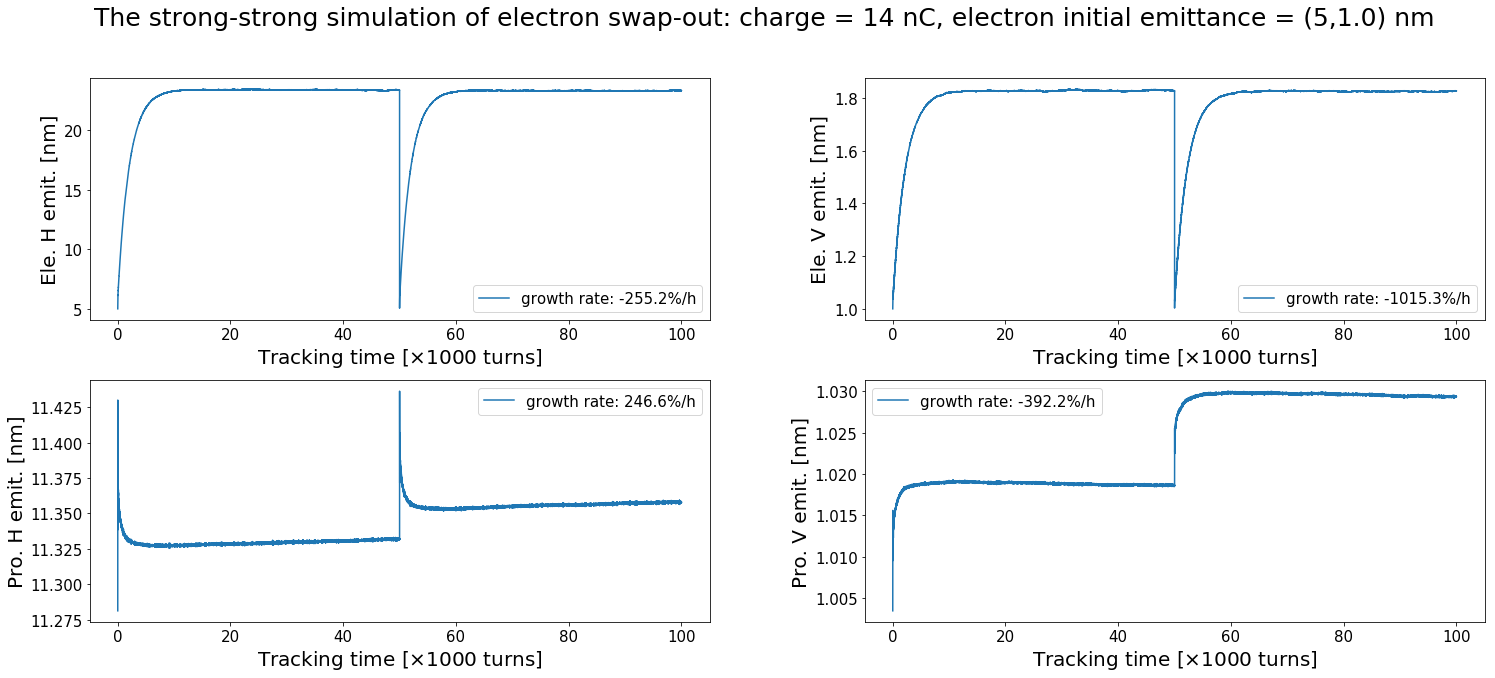 The strong-strong simulation of electron swap-out: charge = 14 nC, electron initial emittance = (5,1.0) nm
Ele. H emit. [nm]
20
15
10
5
growth rate: -255.2%/h
0 20 40 60 80 100
Tracking time [×1000 turns]
Ele. V emit. [nm]
1.8
1.6
1.4
1.2
1.0
growth rate: -1015.3%/h
0 20 40 60 80 100
Tracking time [×1000 turns]
Pro. H emit. [nm]
11.425
11.400
11.375
11.350
11.325
11.300
11.275
growth rate: 246.6%/h
0 20 40 60 80 100
Tracking time [×1000 turns]
Pro. V emit. [nm]
1.030
1.025
1.020
1.015
1.010
1.005
growth rate: -392.2%/h
0 20 40 60 80 100
Tracking time [×1000 turns]